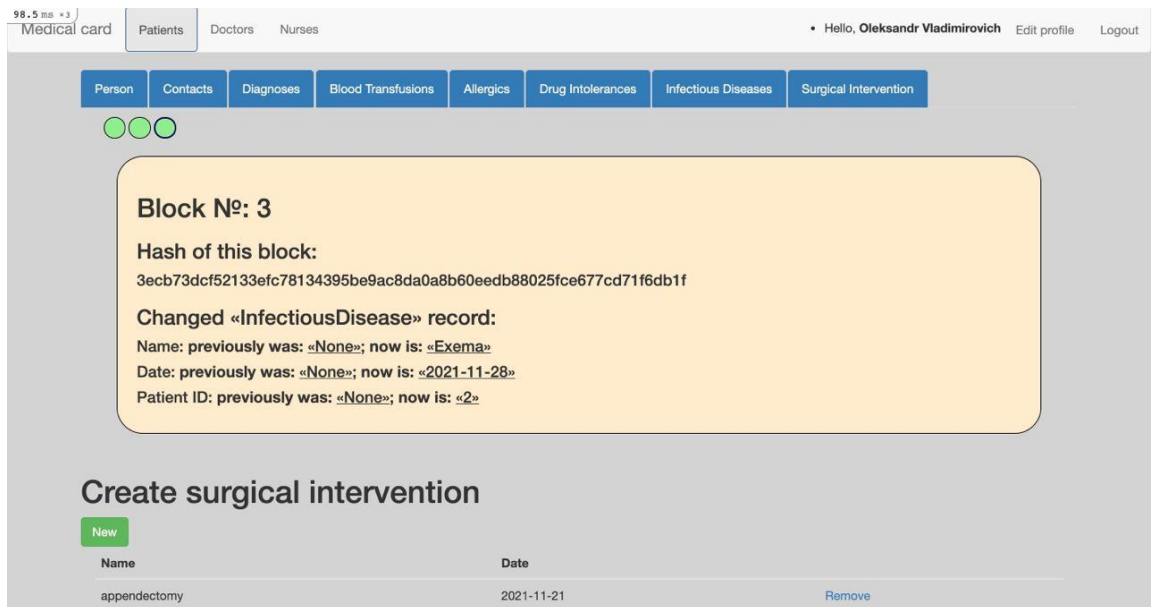 98.5 ms ×3
Medical card Patients Doctors Nurses • Hello, Oleksandr Vladimirovich Edit profile Logout
Person Contacts Diagnoses Blood Transfusions Allergics Drug Intolerances Infectious Diseases Surgical Intervention
Block №: 3
Hash of this block:
3ecb73dcf52133efc78134395be9ac8da0a8b60eedb88025fce677cd71f6db1f
Changed «InfectiousDisease» record:
Name: previously was: «None»; now is: «Exema»
Date: previously was: «None»; now is: «2021-11-28»
Patient ID: previously was: «None»; now is: «2»
Create surgical intervention
New
Name Date
appendectomy 2021-11-21 Remove